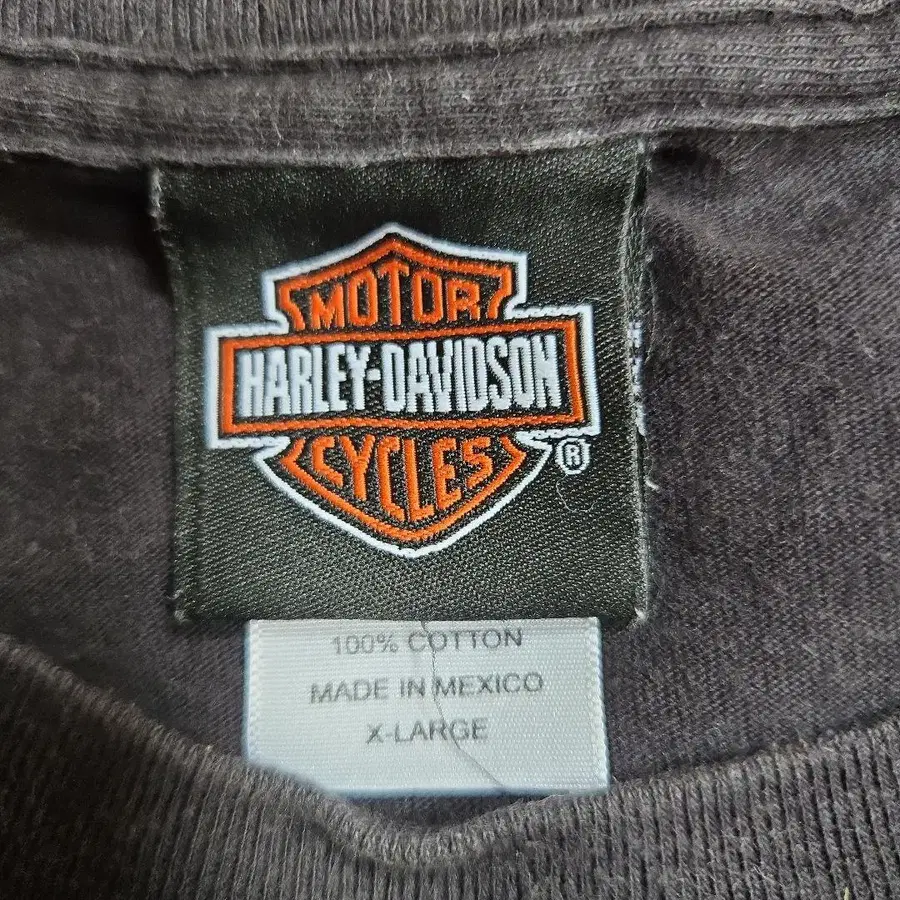 MOTOR
HARLEY-DAVIDSON
CYCLES
®
100% COTTON
MADE IN MEXICO
X-LARGE